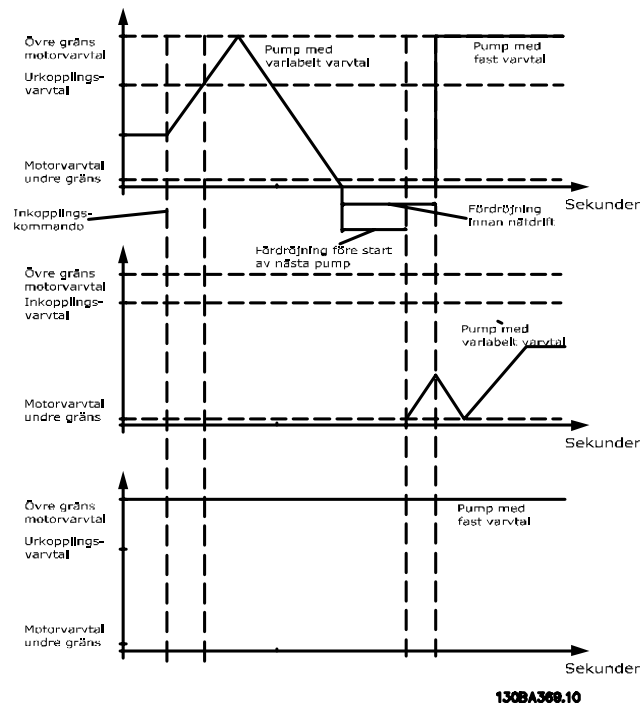 Övre gräns
motorvarvtal
Pump med
variabelt varvtal
Pump med
fast varvtal
Urkopplings-
varvtal
Motorvarvtal
undre gräns
Sekunder
Inkopplings-
kommando
Fördröjning
innan nätdrift
Fördröjning före start
av nästa pump
Övre gräns
motorvarvtal
Inkopplings-
varvtal
Pump med
variabelt varvtal
Motorvarvtal
undre gräns
Sekunder
Övre gräns
motorvarvtal
Pump med
fast varvtal
Urkopplings-
varvtal
Motorvarvtal
undre gräns
Sekunder
130BA369.10